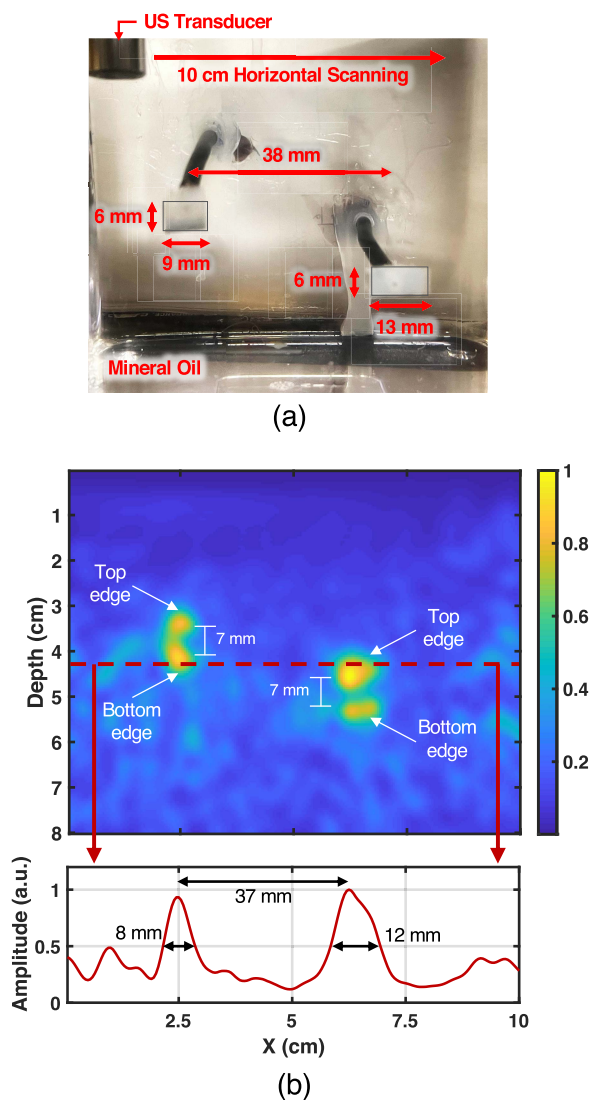 US Transducer
10 cm Horizontal Scanning
38 mm
6 mm
9 mm
6 mm
13 mm
Mineral Oil
(a)
1
2
3
4
5
6
7
8
Depth (cm)
Top
edge
7 mm
Bottom
edge
Top
edge
7 mm
Bottom
edge
1
0.8
0.6
0.4
0.2
Amplitude (a.u.)
1
0.5
0
37 mm
8 mm
12 mm
2.5
5
7.5
10
X (cm)
(b)